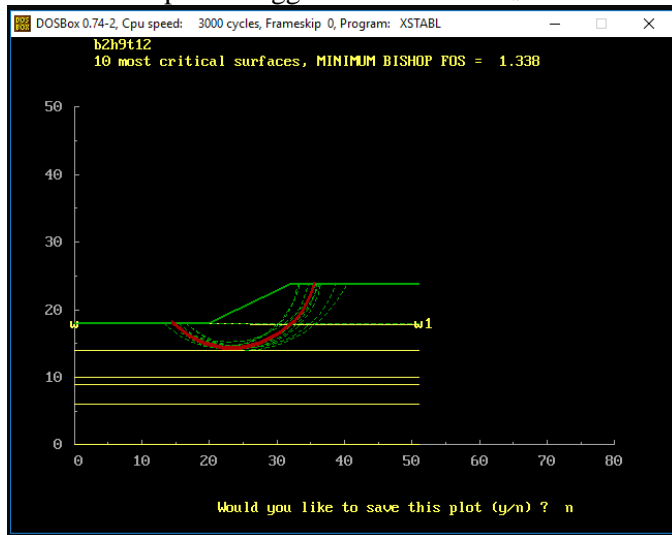 DOSBox 0.74-2, Cpu speed: 3000 cycles, Frameskip 0, Program: XSTABL
b2h9t12
10 most critical surfaces, MINIMUM BISHOP FOS = 1.338
50
40
30
20
w w1
10
0
0 10 20 30 40 50 60 70 80
Would you like to save this plot (y/n) ? n